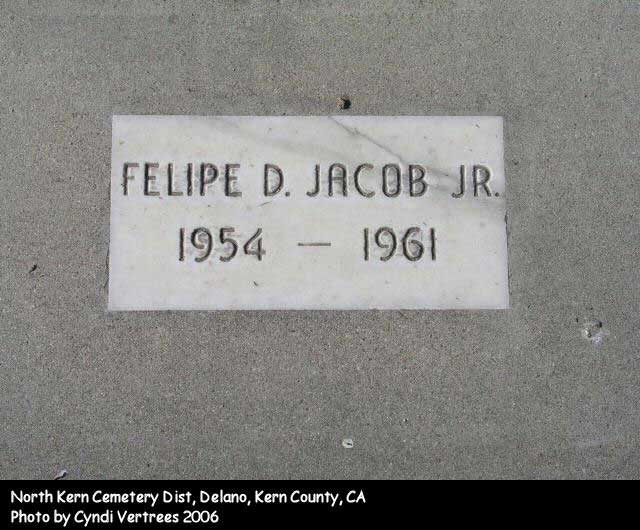 FELIPE D. JACOB JR.
1954 — 1961
North Kern Cemetery Dist, Delano, Kern County, CA
Photo by Cyndi Vertrees 2006